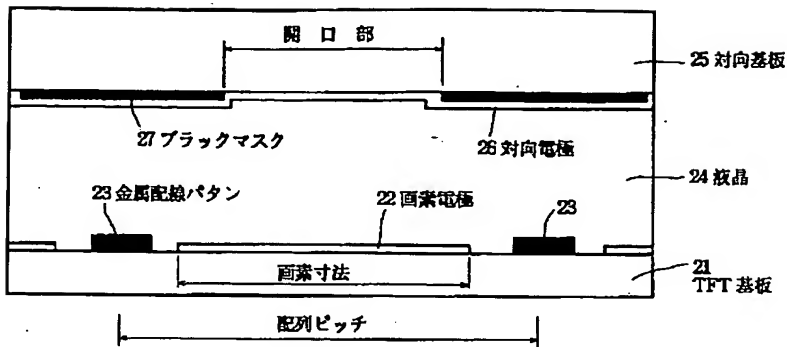 開口部
25 対向基板
27 ブラックマスク
26 対向電極
24 液晶
23 金属配線パタン
22 画素電極
23
画素寸法
21
TFT 基板
配列ピッチ